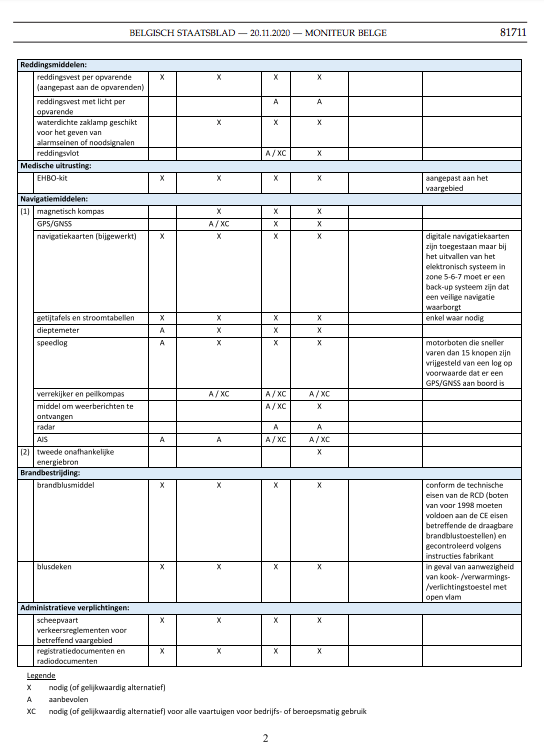 BELGISCH STAATSBLAD — 20.11.2020 — MONITEUR BELGE 81711
Reddingsmiddelen:
reddingsvest per opvarende X X X X
(aangepast aan de opvarenden)
reddingsvest met licht per A A
opvarende
waterdichte zaklamp geschikt X X X
voor het geven van
alarmseinen of noodsignalen
reddingsvlot A / XC X
Medische uitrusting:
EHBO-kit X X X X aangepast aan het
vaargebied
Navigatiemiddelen:
(1) magnetisch kompas X X X
GPS/GNSS A / XC X X
navigatiekaarten (bijgewerkt) X X X X digitale navigatiekaarten
zijn toegestaan maar bij
het uitvallen van het
elektronisch systeem in
zone 5-6-7 moet er een
back-up systeem zijn dat
een veilige navigatie
waarborgt
getijtafels en stroomtabellen X X X X enkel waar nodig
dieptemeter A X X X
speedlog A X X X motorboten die sneller
varen dan 15 knopen zijn
vrijgesteld van een log op
voorwaarde dat er een
GPS/GNSS aan boord is
verrekijker en peilkompas A / XC A / XC A / XC
middel om weerberichten te A / XC X
ontvangen
radar A A
AIS A A A / XC A / XC
(2) tweede onafhankelijke X
energiebron
Brandbestrijding:
brandblusmiddel X X X X conform de technische
eisen van de RCD (boten
van voor 1998 moeten
voldoen aan de CE eisen
betreffende de draagbare
brandblustoestellen) en
gecontroleerd volgens
instructies fabrikant
blusdeken X X X X in geval van aanwezigheid
van kook- /verwarmings-
/verlichtingstoestel met
open vlam
Administratieve verplichtingen:
scheepvaart X X X X
verkeersreglementen voor
betreffend vaargebied
registratiedocumenten en X X X X
radiodocumenten
Legende
X nodig (of gelijkwaardig alternatief)
A aanbevolen
XC nodig (of gelijkwaardig alternatief) voor alle vaartuigen voor bedrijfs- of beroepsmatig gebruik
2